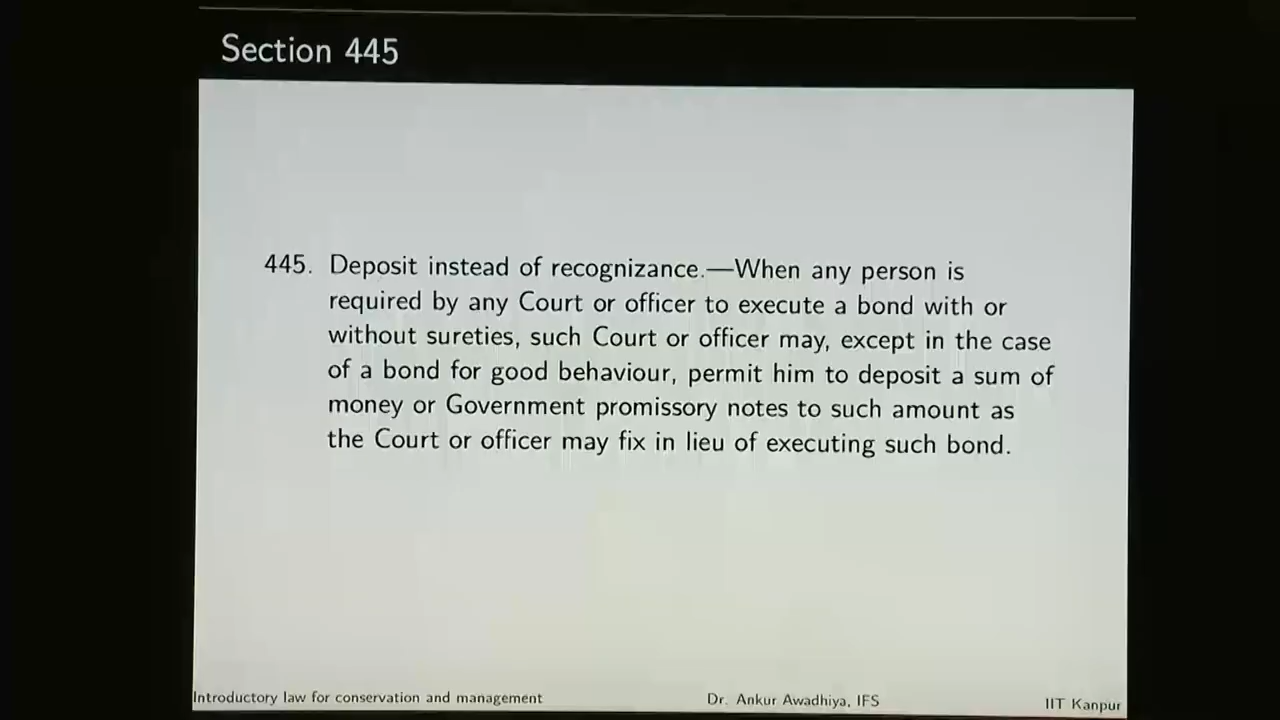 Section 445
445. Deposit instead of recognizance.—When any person is
required by any Court or officer to execute a bond with or
without sureties, such Court or officer may, except in the case
of a bond for good behaviour, permit him to deposit a sum of
money or Government promissory notes to such amount as
the Court or officer may fix in lieu of executing such bond.
Introductory law for conservation and management Dr. Ankur Awadhiya, IFS IIT Kanpur